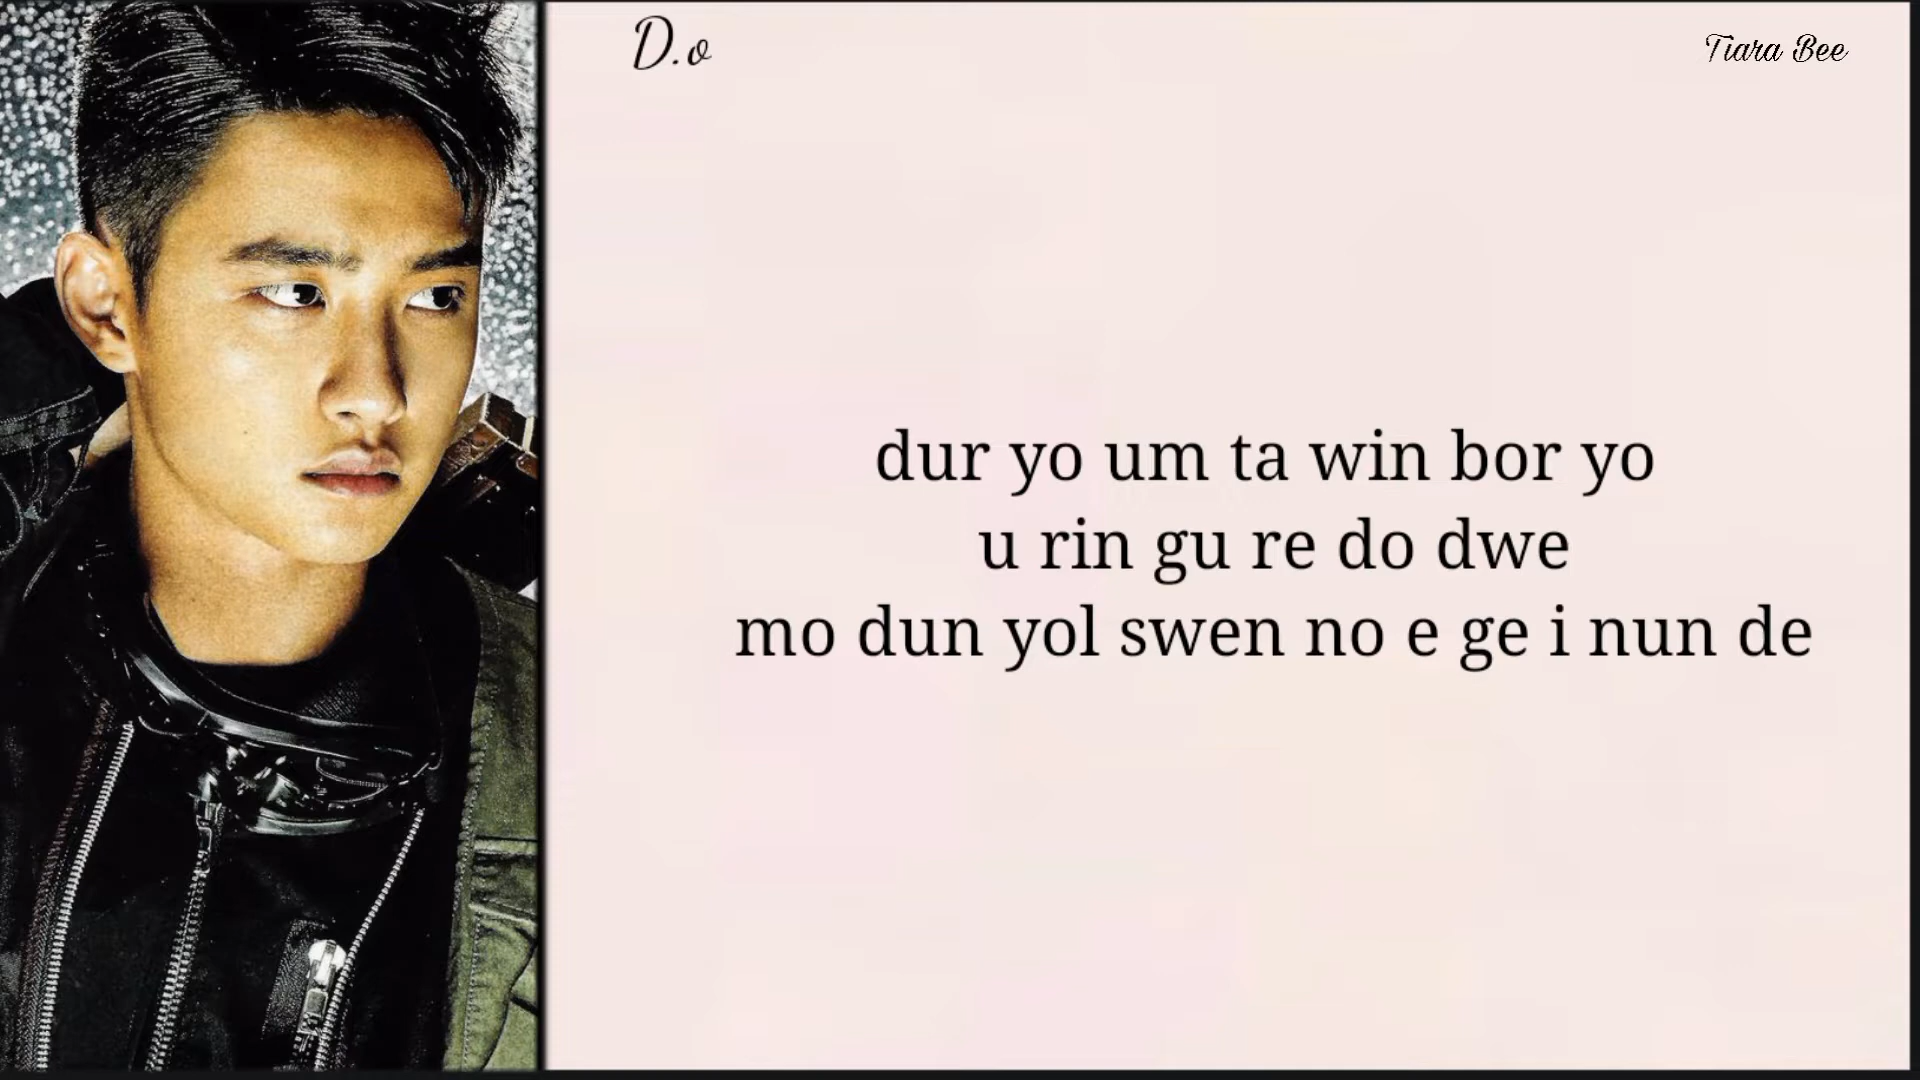 D.o
Tiara Bee
dur yo um ta win bor yo
u rin gu re do dwe
mo dun yol swen no e ge i nun de